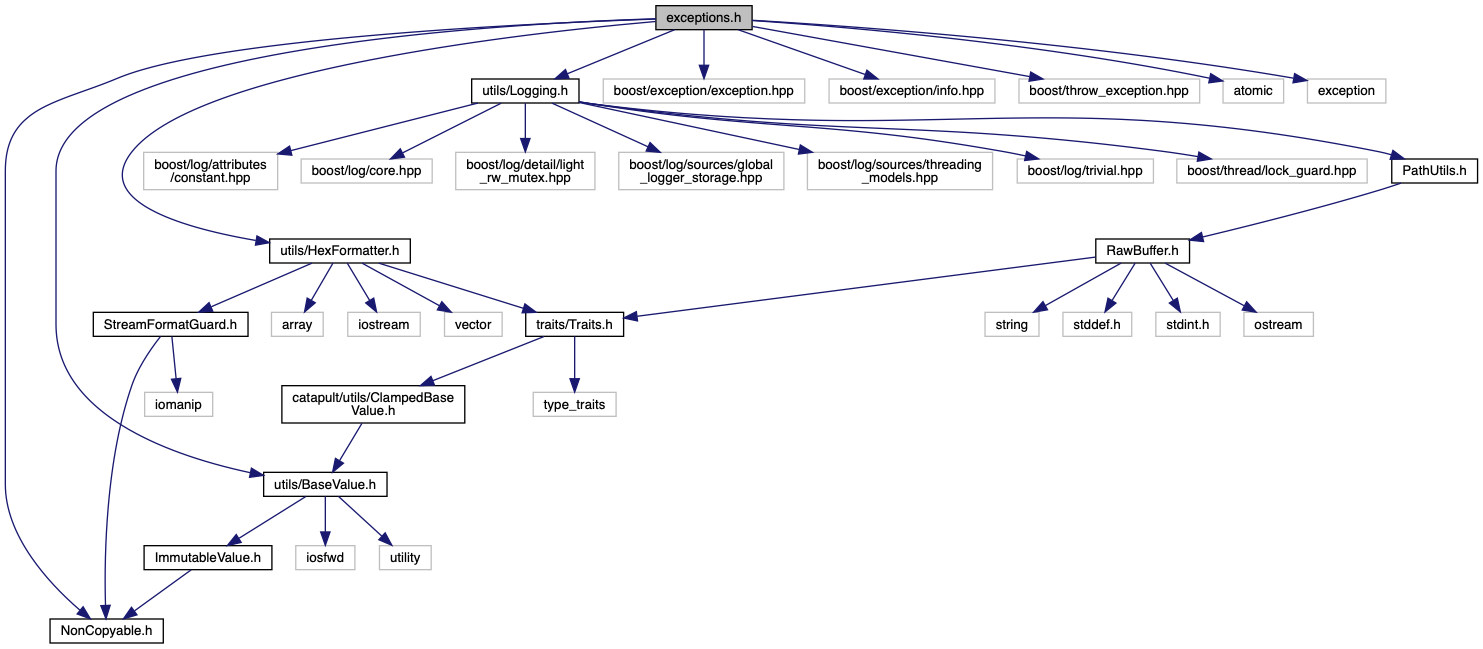 exceptions.h
utils/Logging.h
boost/exception/exception.hpp
boost/exception/info.hpp
boost/throw_exception.hpp
atomic
exception
boost/log/attributes
/constant.hpp
boost/log/core.hpp
boost/log/detail/light
_rw_mutex.hpp
boost/log/sources/global
_logger_storage.hpp
boost/log/sources/threading
_models.hpp
boost/log/trivial.hpp
boost/thread/lock_guard.hpp
PathUtils.h
utils/HexFormatter.h
RawBuffer.h
StreamFormatGuard.h
array
iostream
vector
traits/Traits.h
string
stddef.h
stdint.h
ostream
iomanip
catapult/utils/ClampedBase
Value.h
type_traits
utils/BaseValue.h
ImmutableValue.h
iosfwd
utility
NonCopyable.h